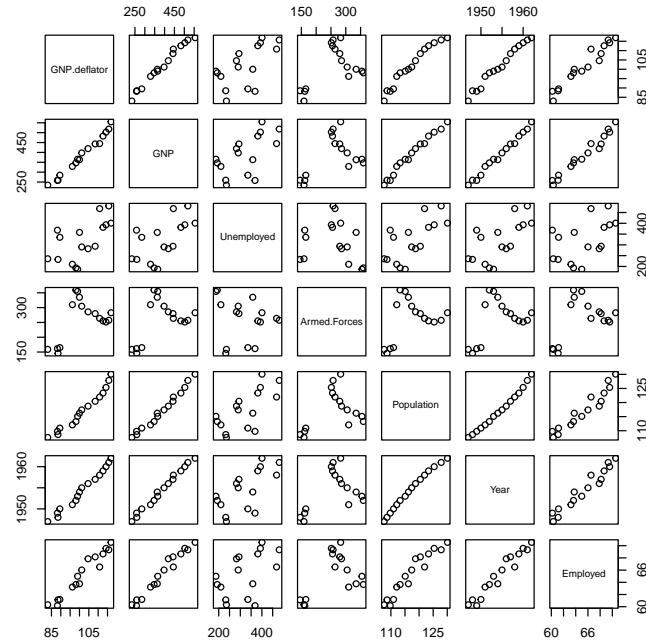 250 450
150 300
1950 1960
GNP.deflator
85 105
250 450
GNP
Unemployed
200 400
150 300
Armed.Forces
Population
110 125
1950 1960
Year
Employed
60 66
85 105
200 400
110 125
60 66